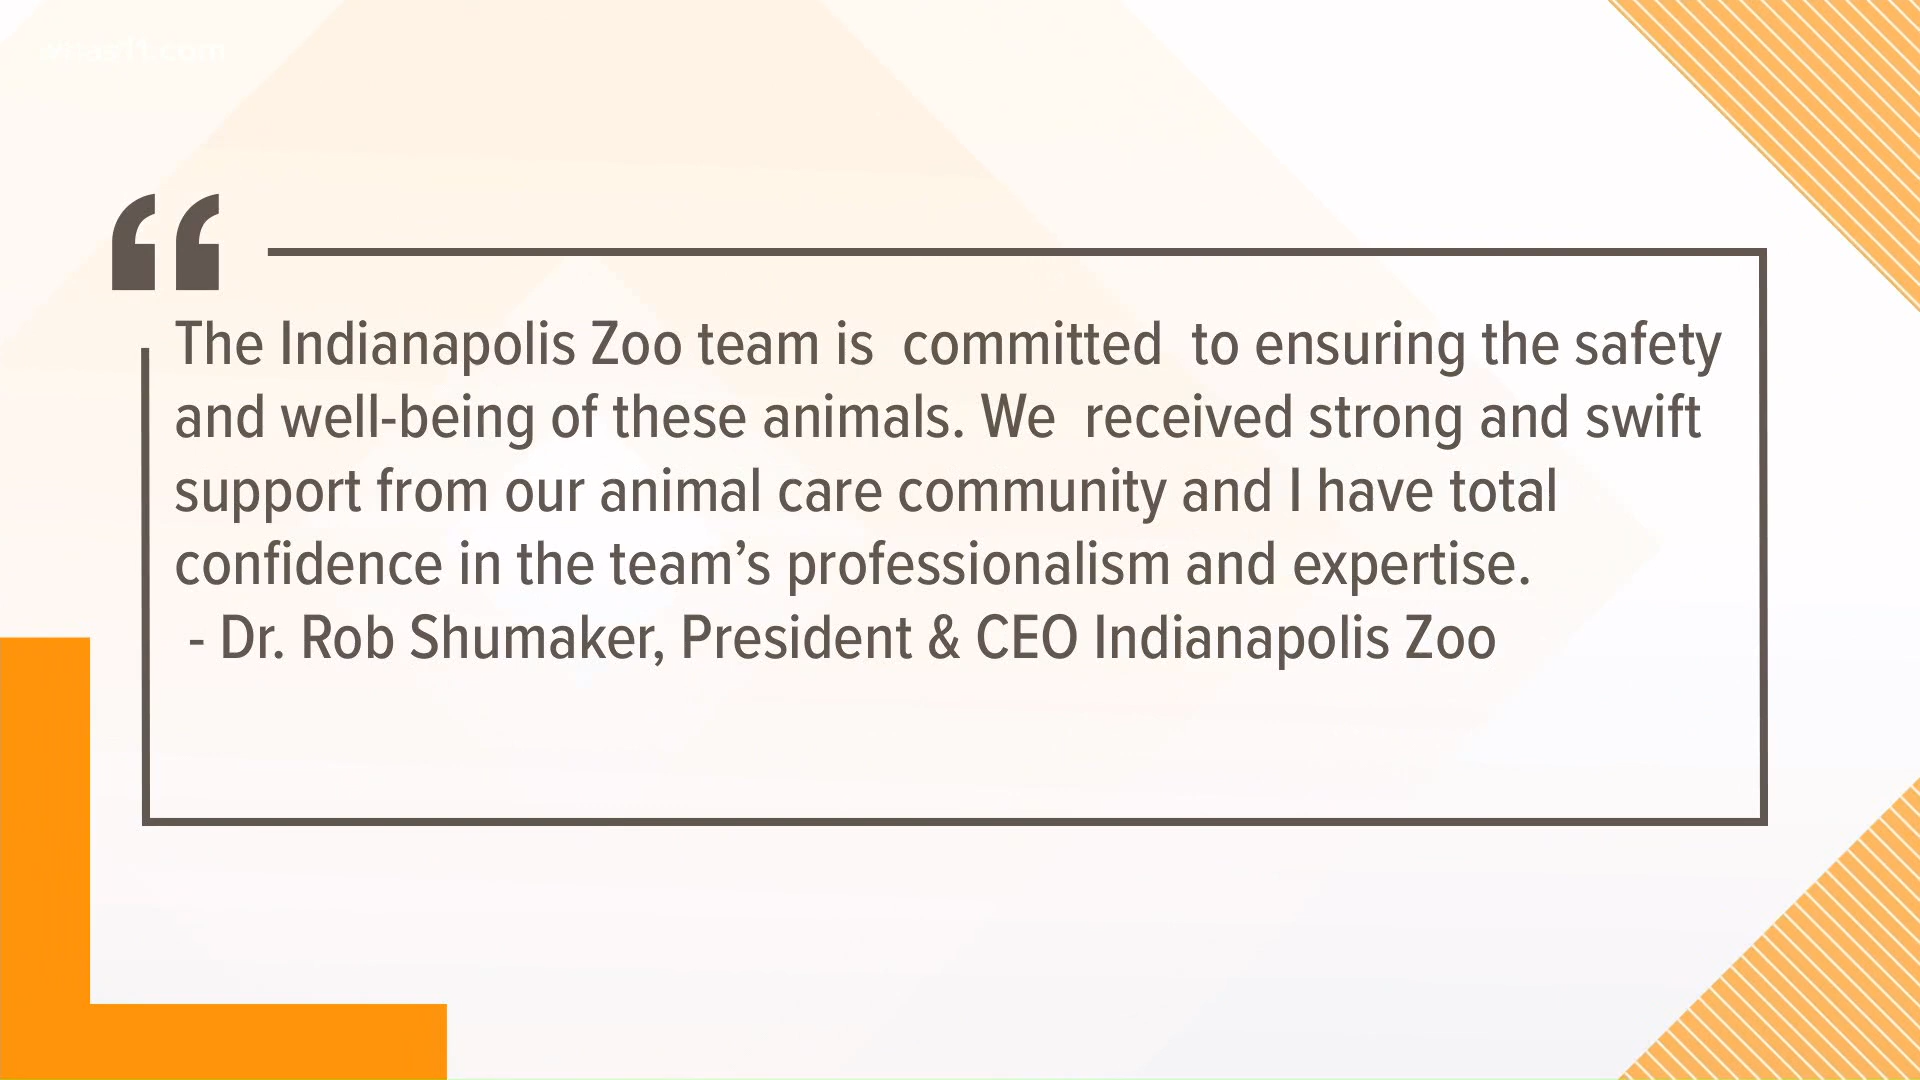 “
The Indianapolis Zoo team is  committed  to ensuring the safety
and well-being of these animals. We  received strong and swift
support from our animal care community and I have total
confidence in the team’s professionalism and expertise.
- Dr. Rob Shumaker, President & CEO Indianapolis Zoo